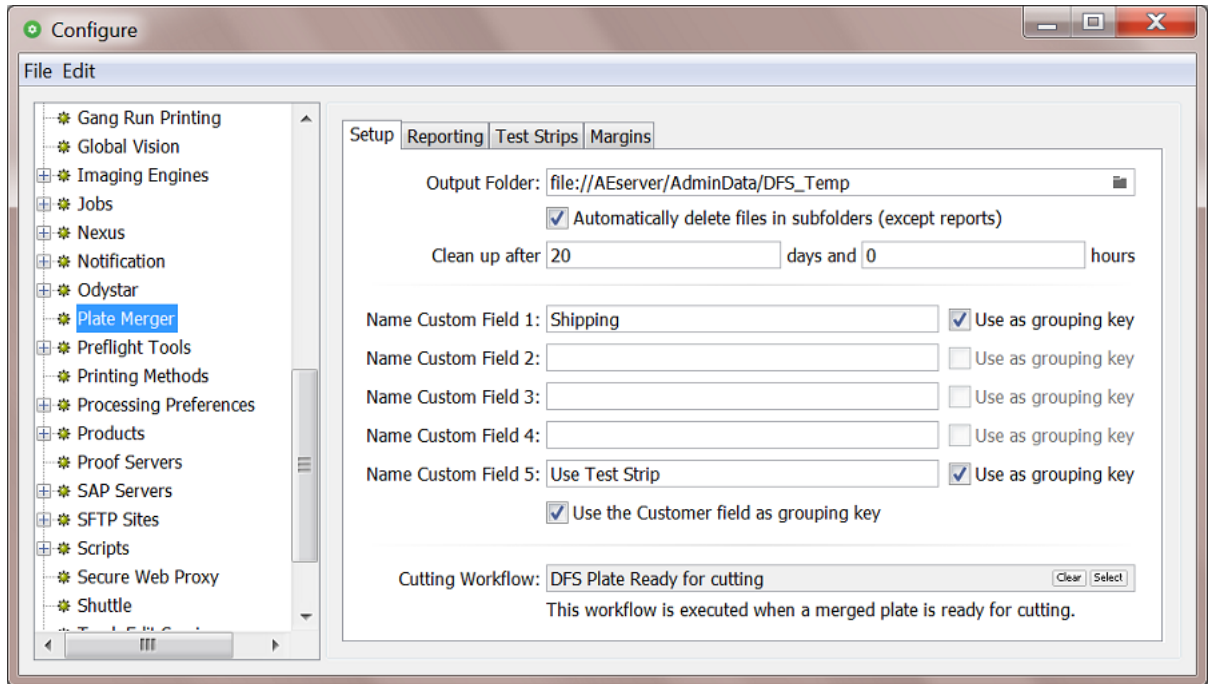 Configure
File Edit
Gang Run Printing
Global Vision
Imaging Engines
Jobs
Nexus
Notification
Odystar
Plate Merger
Preflight Tools
Printing Methods
Processing Preferences
Products
Proof Servers
SAP Servers
SFTP Sites
Scripts
Secure Web Proxy
Shuttle
Setup Reporting Test Strips Margins
Output Folder: file://AEserver/AdminData/DFS_Temp
Automatically delete files in subfolders (except reports)
Clean up after 20 days and 0 hours
Name Custom Field 1: Shipping Use as grouping key
Name Custom Field 2: Use as grouping key
Name Custom Field 3: Use as grouping key
Name Custom Field 4: Use as grouping key
Name Custom Field 5: Use Test Strip Use as grouping key
Use the Customer field as grouping key
Cutting Workflow: DFS Plate Ready for cutting Clear Select
This workflow is executed when a merged plate is ready for cutting.